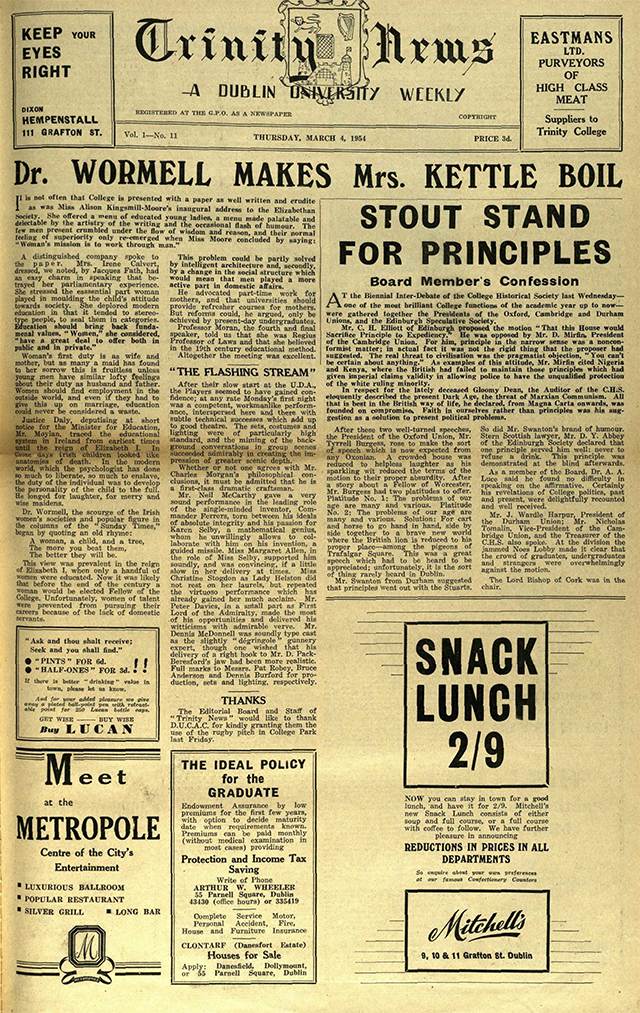 KEEP YOUR
EYES
RIGHT
DIXON
HEMPENSTALL
111 GRAFTON ST.
Trinity News
A DUBLIN UNIVERSITY WEEKLY
REGISTERED AT THE G.P.O. AS A NEWSPAPER
COPYRIGHT
EASTMANS
LTD.
PURVEYORS
OF
HIGH CLASS
MEAT
Suppliers to
Trinity College
Vol. 1—No. 11
THURSDAY, MARCH 4, 1954
PRICE 3d.
Dr. WORMELL MAKES Mrs. KETTLE BOIL
It is not often that College is presented with a paper as well written and erudite
as was Miss Alison Kingsmill-Moore's inaugural address to the Elizabethan
Society. She offered a menu of educated young ladies, a menu made palatable and
delectable by the artistry of the writing and the occasional flash of humour. The
few men present crumbled under the flow of wisdom and reason, and their normal
feeling of superiority only re-emerged when Miss Moore concluded by saying:
"Woman's mission is to work through man."
A distinguished company spoke to
the paper. Mrs. Irene Calvert,
dressed, we noted, by Jacques Fath, had
an easy charm in speaking that be-
trayed her parliamentary experience.
She stressed the essential part woman
played in moulding the child's attitude
towards society. She deplored modern
education in that it tended to stereo-
type people, to seal them in categories.
Education should bring back funda-
mental values. "Women," she considered,
"have a great deal to offer both in
public and in private."
Woman's first duty is as wife and
mother, but as many a maid has found
to her sorrow this is fruitless unless
young men have similar lofty feelings
about their duty as husband and father.
Women should find employment in the
outside world, and even if they had to
give this up on marriage, education
could never be considered a waste.
Justice Daly, deputising at short
notice for the Minister for Education,
Mr. Moylan, traced the educational
system in Ireland from earliest times
until the reign of Elizabeth I. In
those days Irish children looked like
anatomies of death. In the modern
world, which the psychologist has done
so much to liberate so much to enslave,
the duty of the individual was to develop
the personality of the child to the full.
He longed for laughter, for merry and
wise maidens.
Dr. Wormell, the scourge of the Irish
women's societies and popular figure in
the columns of the "Sunday Times,"
began by quoting an old rhyme:
A woman, a child, and a tree,
The more you beat them,
The better they will be.
This view was prevalent in the reign
of Elizabeth I, when only a handful of
women were educated. Now it was likely
that before the end of the century a
woman would be elected Fellow of the
College. Unfortunately, women of talent
were prevented from pursuing their
careers because of the lack of domestic
servants.
"Ask and thou shalt receive;
Seek and you shall find."
● "PINTS" FOR 6d. !!
● "HALF-ONES" FOR 3d.
If there is better "drinking" value in
town, please let us know.
And for your added pleasure we give
away a plated ball-point pen with retract-
able point for 250 Lucan bottle caps.
GET WISE —— BUY WISE
Buy LUCAN
Meet
at the
METROPOLE
Centre of the City's
Entertainment
■ LUXURIOUS BALLROOM
■ POPULAR RESTAURANT
■ SILVER GRILL ■ LONG BAR
M
This problem could be partly solved
by intelligent architecture and, secondly,
by a change in the social structure which
would mean that men played a more
active part in domestic affairs.
He advocated part-time work for
mothers, and that universities should
provide refresher courses for mothers.
But reforms could, he argued, only be
achieved by present-day undergraduates.
Professor Moran, the fourth and final
speaker, told us that she was Regius
Professor of Laws and that she believed
in the 19th century educational method.
Altogether the meeting was excellent.
"THE FLASHING STREAM"
After their slow start at the U.D.A.,
the Players seemed to have gained con-
fidence; at any rate Monday's first night
was a competent, workmanlike perform-
ance, interspersed here and there with
subtle technical successes which add up
to good theatre. The sets, costumes and
lighting were of particularly high
standard, and the miming of the back-
ground conversations in group scenes
succeeded admirably in creating the im-
pression of greater scenic depth.
Whether or not one agrees with Mr.
Charles Morgan's philosophical con-
clusions, it must be admitted that he is
a first-class dramatic craftsman.
Mr. Neil McCarthy gave a very
sound performance in the leading role
of the single-minded inventor, Com-
mander Ferrers, torn between his ideals
of absolute integrity and his passion for
Karen Selby, a mathematical genius,
whom he unwillingly allows to col-
laborate with him on his invention, a
guided missile. Miss Margaret Allen, in
the role of Miss Selby, supported him
soundly, and was convincing, if a little
slow in her delivery at times. Miss
Christine Stogdon as Lady Helston did
not rest on her laurels, but repeated
the virtuoso performance which has
already gained her much acclaim. Mr.
Peter Davies, in a small part as First
Lord of the Admiralty, made the most
of his opportunities and delivered his
witticisms with admirable verve. Mr.
Dennis McDonnell was soundly type cast
as the slightly "dégringolé" gunnery
expert, though one wished that his
delivery of a right hook to Mr. D. Pack-
Beresford's jaw had been more realistic.
Full marks to Messrs. Pat Robey, Bruce
Anderson and Dennis Burford for pro-
duction, sets and lighting, respectively.
THANKS
The Editorial Board and Staff of
"Trinity News" would like to thank
D.U.C.A.C. for kindly granting them the
use of the rugby pitch in College Park
last Friday.
THE IDEAL POLICY
for the
GRADUATE
Endowment Assurance by low
premiums for the first few years,
with option to decide maturity
date when requirements known.
Premiums can be paid monthly
(without medical examination in
most cases) providing
Protection and Income Tax
Saving
Write of Phone
ARTHUR W. WHEELER
55 Parnell Square, Dublin
43430 (office hours) or 335419
Complete Service Motor,
Personal Accident, Fire,
House and Furniture Insurance
CLONTARF (Danesfort Estate)
Houses for Sale
Apply: Danesfield, Dollymount,
or 55 Parnell Square, Dublin
STOUT STAND
FOR PRINCIPLES
Board Member's Confession
AT the Biennial Inter-Debate of the College Historical Society last Wednesday—
one of the most brilliant College functions of the academic year up to now—
were gathered together the Presidents of the Oxford, Cambridge and Durham
Unions, and the Edinburgh Speculative Society.
Mr. C. H. Elliott of Edinburgh proposed the motion "That this House would
Sacrifice Principle to Expediency." He was opposed by Mr. D. Mirfin, President
of the Cambridge Union. For him, principle in the narrow sense was a noncon-
formist matter; in actual fact it was not the rigid thing that the proposer had
suggested. The real threat to civilisation was the pragmatist objection, "You can't
be certain about anything." As examples of this attitude, Mr. Mirfin cited Nigeria
and Kenya, where the British had failed to maintain those principles which had
given imperial claims validity in allowing police to have the unqualified protection
of the white ruling minority.
In respect for the lately deceased Gloomy Dean, the Auditor of the C.H.S.
eloquently described the present Dark Age, the threat of Marxian Communism. All
that is best in the British way of life, he declared, from Magna Carta onwards, was
founded on compromise. Faith in ourselves rather than principles was his sug-
gestion as a solution to present political problems.
After these two well-turned speeches,
the President of the Oxford Union, Mr.
Tyrrell Burgess, rose to make the sort
of speech which is now expected from
any Oxonian. A crowded house was
reduced to helpless laughter as his
sparkling wit reduced the terms of the
motion to their proper absurdity. After
a story about a Fellow of Worcester,
Mr. Burgess had two platitudes to offer.
Platitude No. 1: The problems of our
age are many and various. Platitude
No. 2: The problems of our age are
many and various. Solution: For cart
and horse to go hand in hand, side by
side together to a brave new world
where the British lion is reduced to his
proper place—among the pigeons of
Trafalgar Square. This was a great
speech which had to be heard to be
appreciated; unfortunately, it is the sort
of thing rarely heard in Dublin.
Mr. Swanton from Durham suggested
that principles went out with the Stuarts.
So did Mr. Swanton's brand of humour.
Stern Scottish lawyer, Mr. D. Y. Abbey
of the Edinburgh Society declared that
one principle served him well; never to
refuse a drink. This principle was
demonstrated at the blind afterwards.
As a member of the Board, Dr. A. A.
Luce said he found no difficulty in
speaking on the affirmative. Certainly
his revelations of College politics, past
and present, were delightfully recounted
and well received.
Mr. J. Wardle Harpur, President of
the Durham Union; Mr. Nicholas
Tomalin, Vice-President of the Cam-
bridge Union, and the Treasurer of the
C.H.S. also spoke. At the division the
jammed Noes Lobby made it clear that
the crowd of graduates, undergraduates
and strangers were overwhelmingly
against the motion.
The Lord Bishop of Cork was in the
chair.
SNACK
LUNCH
2/9
NOW you can stay in town for a good
lunch, and have it for 2/9. Mitchell's
new Snack Lunch consists of either
soup and full course, or a full course
with coffee to follow. We have further
pleasure in announcing
REDUCTIONS IN PRICES IN ALL
DEPARTMENTS
So enquire about your own preferences
at our famous Confectionery Counters
Mitchell's
9, 10 & 11 Grafton St. Dublin